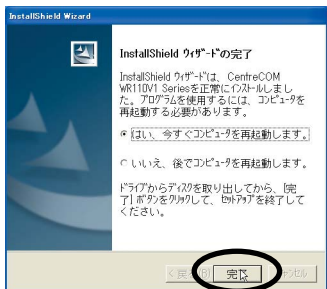 InstallShield Wizard
InstallShield ウィザードの完了
InstallShield ウィザードは、CentreCOM
WR110V1 Seriesを正常にインストールしまし
た。プログラムを使用するには、コンピュータを
再起動する必要があります。
はい、今すぐコンピュータを再起動します。
いいえ、後でコンピュータを再起動します。
ドライブからディスクを取り出してから、[完
了] ボタンをクリックして、セットアップを終了して
ください。
< 戻る(B)
完了
キャンセル